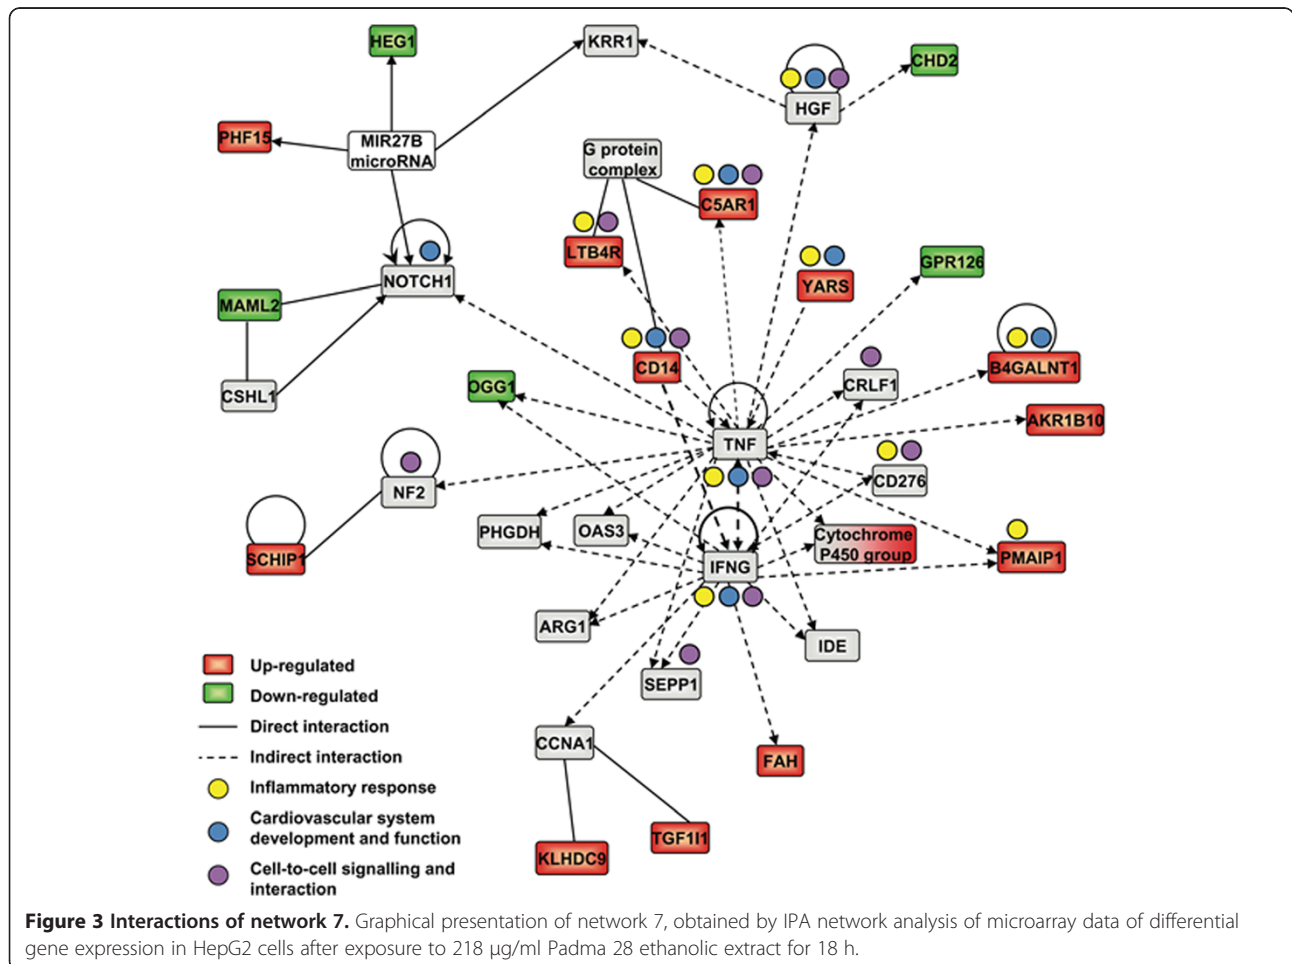 HEG1
KRR1
CHD2
HGF
PHF15
MIR27B
microRNA
G protein
complex
C5AR1
LTB4R
NOTCH1
GPR126
YARS
MAML2
CD14
B4GALNT1
CRLF1
OGG1
CSHL1
AKR1B10
TNF
CD276
NF2
PHGDH
OAS3
Cytochrome
P450 group
SCHIP1
PMAIP1
IFNG
ARG1
IDE
SEPP1
CCNA1
FAH
TGF1I1
KLHDC9
Up-regulated
Down-regulated
Direct interaction
Indirect interaction
Inflammatory response
Cardiovascular system
development and function
Cell-to-cell signalling and
interaction
Figure 3 Interactions of network 7. Graphical presentation of network 7, obtained by IPA network analysis of microarray data of differential
gene expression in HepG2 cells after exposure to 218 μg/ml Padma 28 ethanolic extract for 18 h.